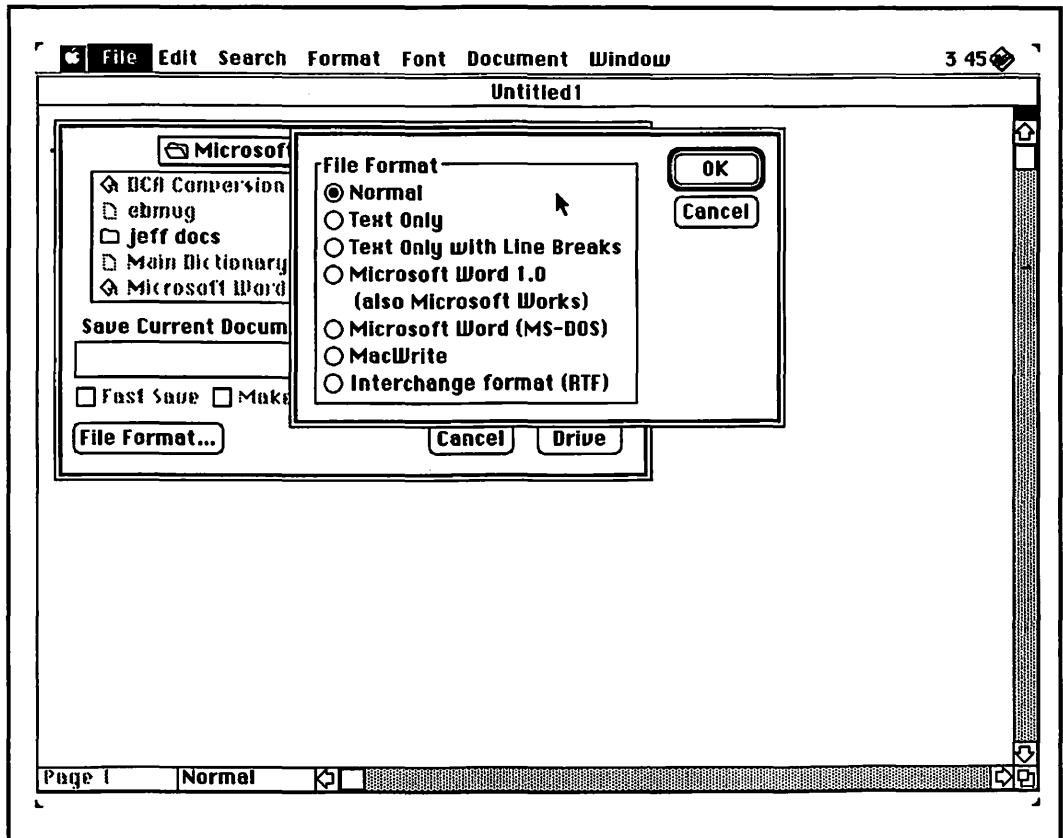 File Edit Search Format Font Document Window 3 45
Untitled1
Microsof
DCA Conversion
ebmug
jeff docs
Main Dictionary
Microsoft Word
Save Current Docum
Fast Save Make
File Format...
Cancel Drive
File Format
Normal
Text Only
Text Only with Line Breaks
Microsoft Word 1.0
(also Microsoft Works)
Microsoft Word (MS-DOS)
MacWrite
Interchange format (RTF)
OK
Cancel
Page 1 Normal